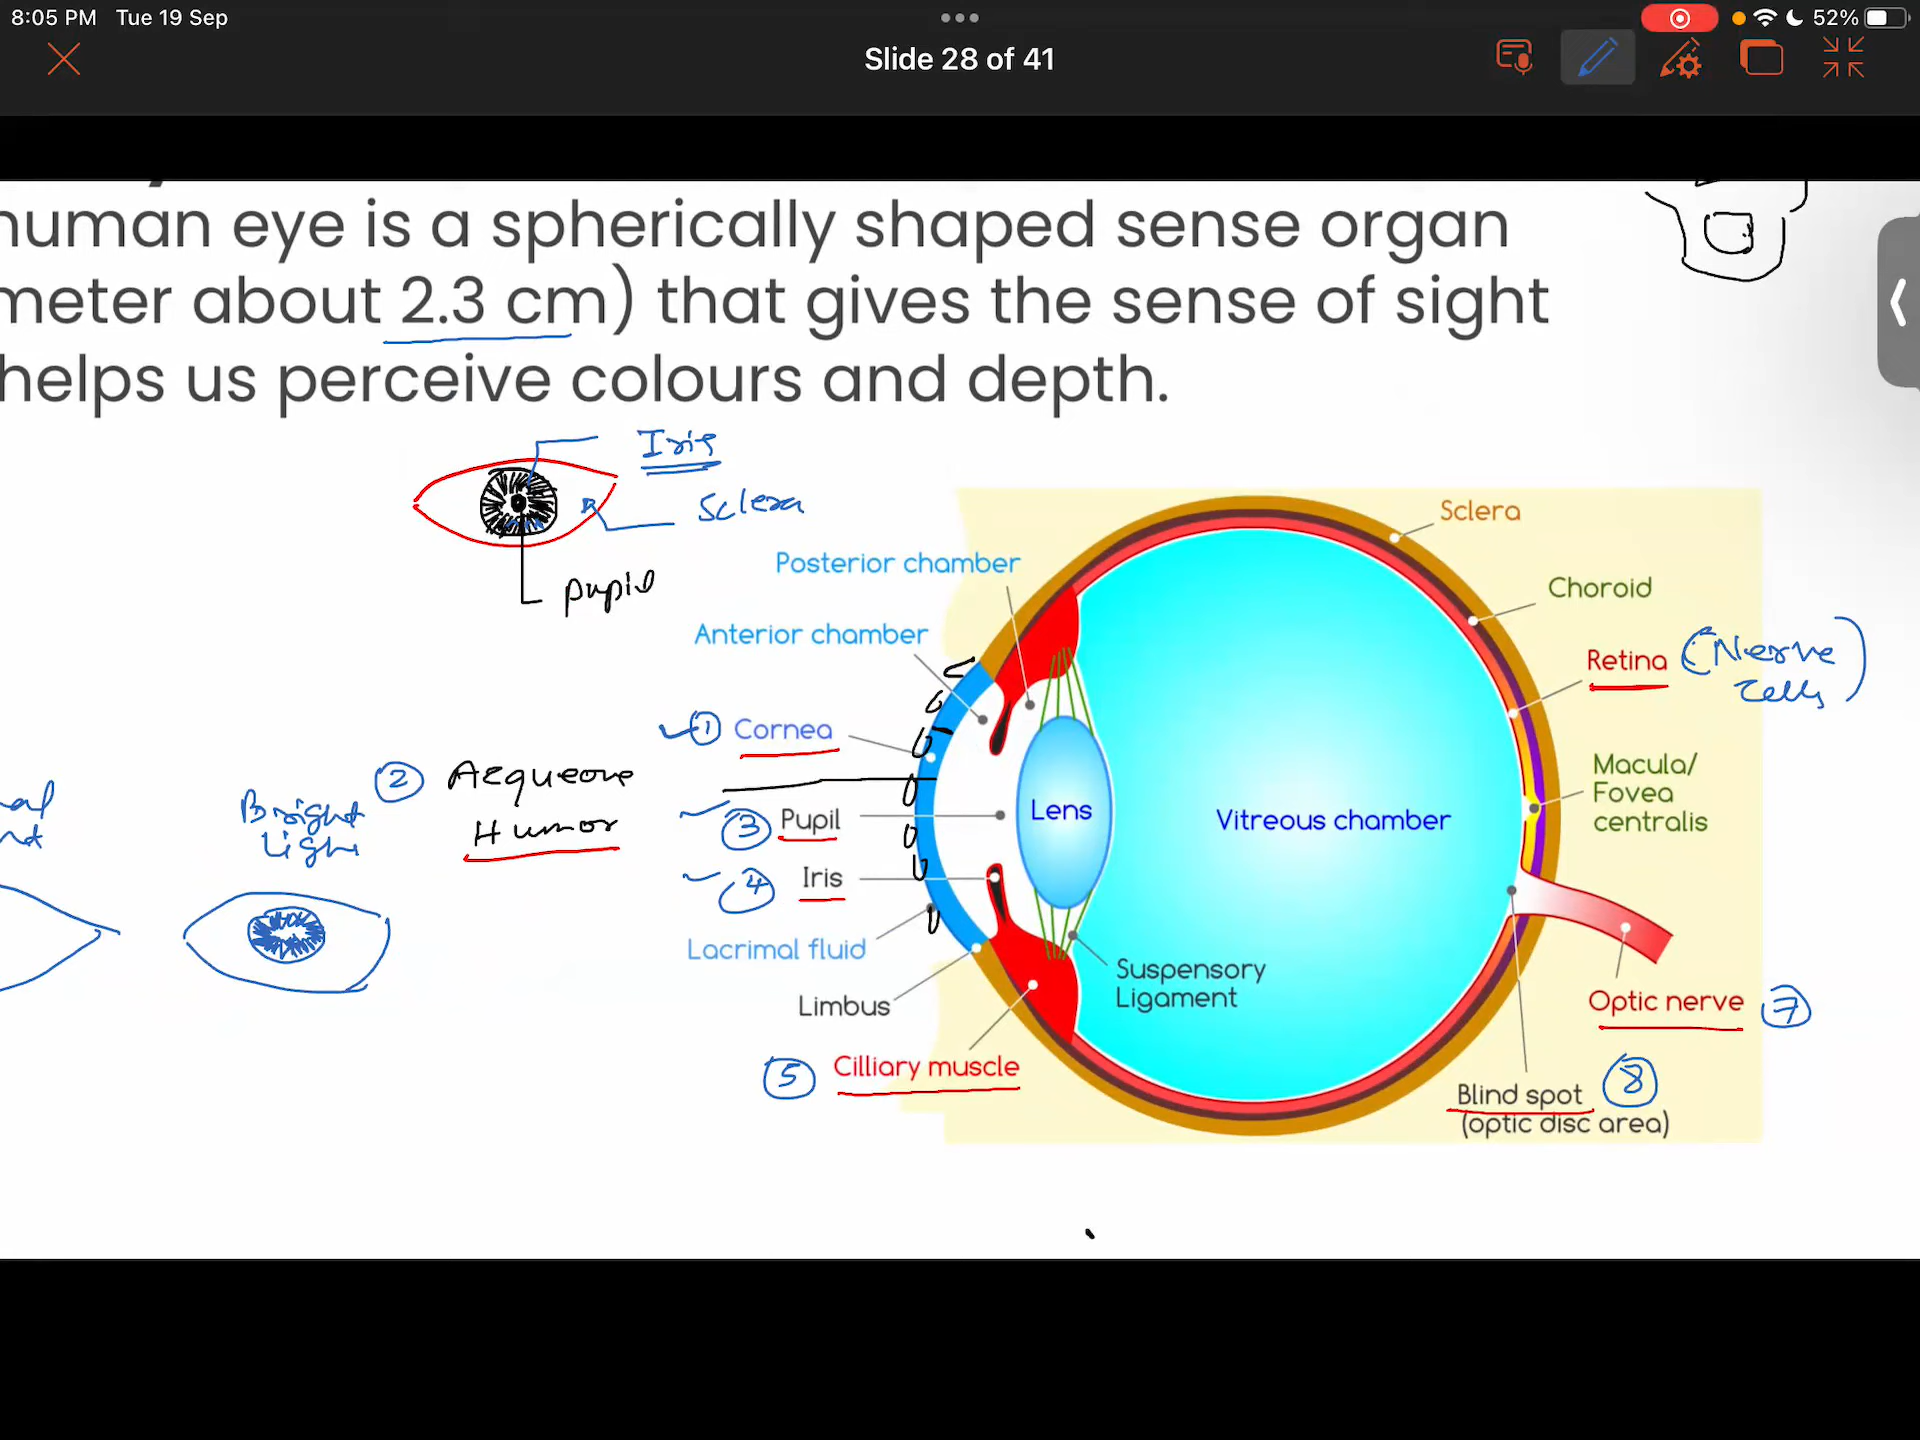 8:05 PM Tue 19 Sep
52%
Slide 28 of 41
human eye is a spherically shaped sense organ
meter about 2.3 cm) that gives the sense of sight
helps us perceive colours and depth.
Iris
Sclera
Pupil
Sclera
Posterior chamber
Choroid
Anterior chamber
Retina (Nerve
Cells)
① Cornea
② Aequeove
Humor
Bright
Light
③ Pupil
④ Iris
Lens
Vitreous chamber
Macula/
Fovea
centralis
Lacrimal fluid
Limbus
Suspensory
Ligament
Optic nerve ⑦
⑤ Cilliary muscle
Blind spot ⑧
(optic disc area)